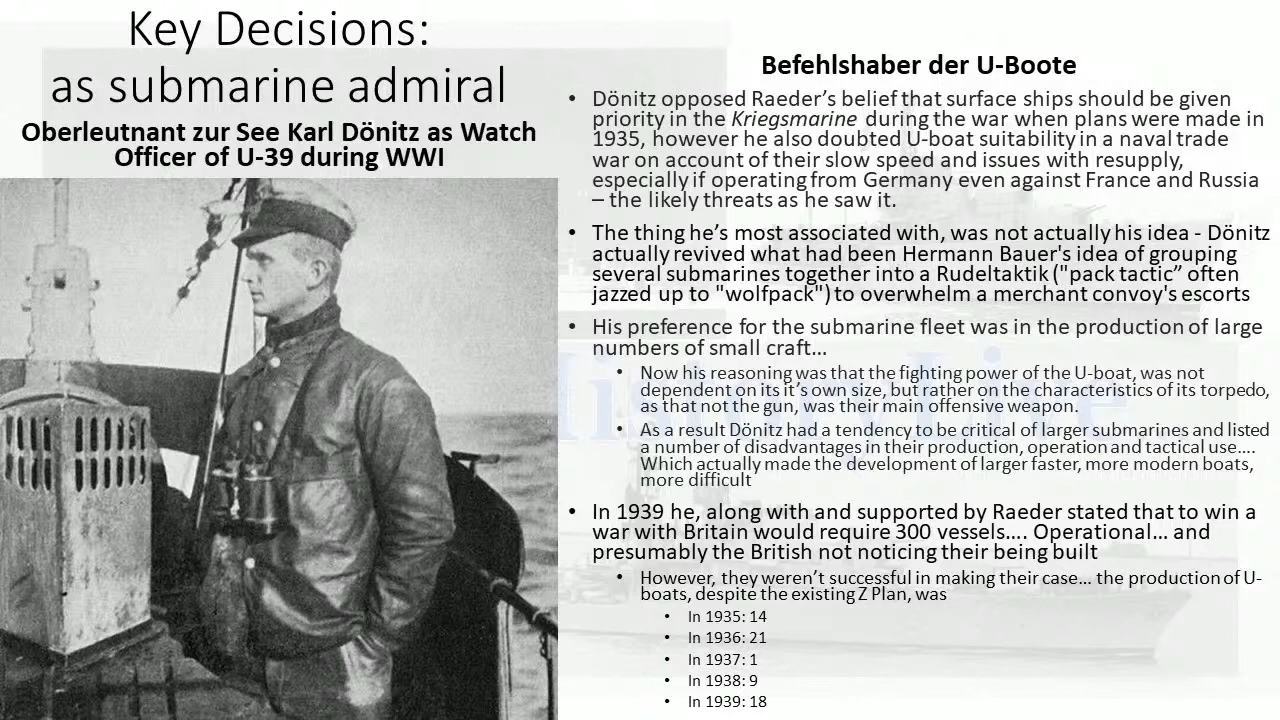 Key Decisions:
as submarine admiral
Oberleutnant zur See Karl Dönitz as Watch
Officer of U-39 during WWI
Befehlshaber der U-Boote
• Dönitz opposed Raeder’s belief that surface ships should be given
priority in the Kriegsmarine during the war when plans were made in
1935, however he also doubted U-boat suitability in a naval trade
war on account of their slow speed and issues with resupply,
especially if operating from Germany even against France and Russia
– the likely threats as he saw it.
• The thing he’s most associated with, was not actually his idea - Dönitz
actually revived what had been Hermann Bauer's idea of grouping
several submarines together into a Rudeltaktik ("pack tactic” often
jazzed up to "wolfpack") to overwhelm a merchant convoy's escorts
• His preference for the submarine fleet was in the production of large
numbers of small craft…
• Now his reasoning was that the fighting power of the U-boat, was not
dependent on its it’s own size, but rather on the characteristics of its torpedo,
as that not the gun, was their main offensive weapon.
• As a result Dönitz had a tendency to be critical of larger submarines and listed
a number of disadvantages in their production, operation and tactical use….
Which actually made the development of larger faster, more modern boats,
more difficult
• In 1939 he, along with and supported by Raeder stated that to win a
war with Britain would require 300 vessels…. Operational… and
presumably the British not noticing their being built
• However, they weren’t successful in making their case… the production of U-
boats, despite the existing Z Plan, was
• In 1935: 14
• In 1936: 21
• In 1937: 1
• In 1938: 9
• In 1939: 18